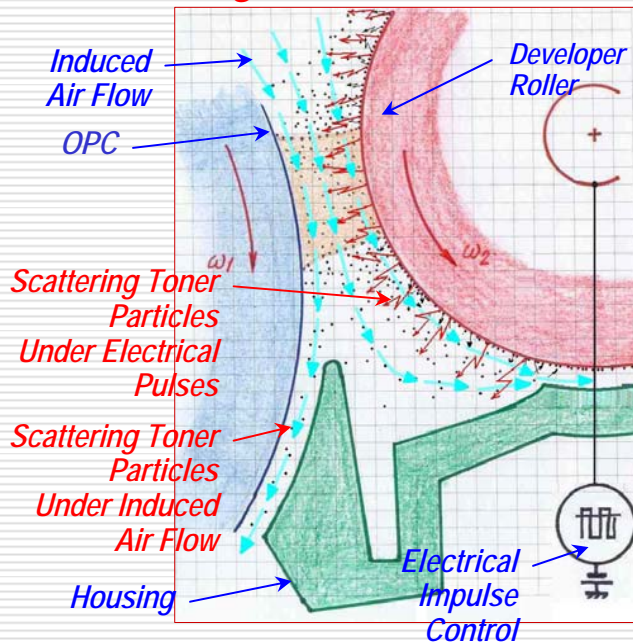 Induced
Air Flow
OPC
Developer
Roller
ω1
ω2
Scattering Toner
Particles
Under Electrical
Pulses
Scattering Toner
Particles
Under Induced
Air Flow
Housing
Electrical
Impulse
Control